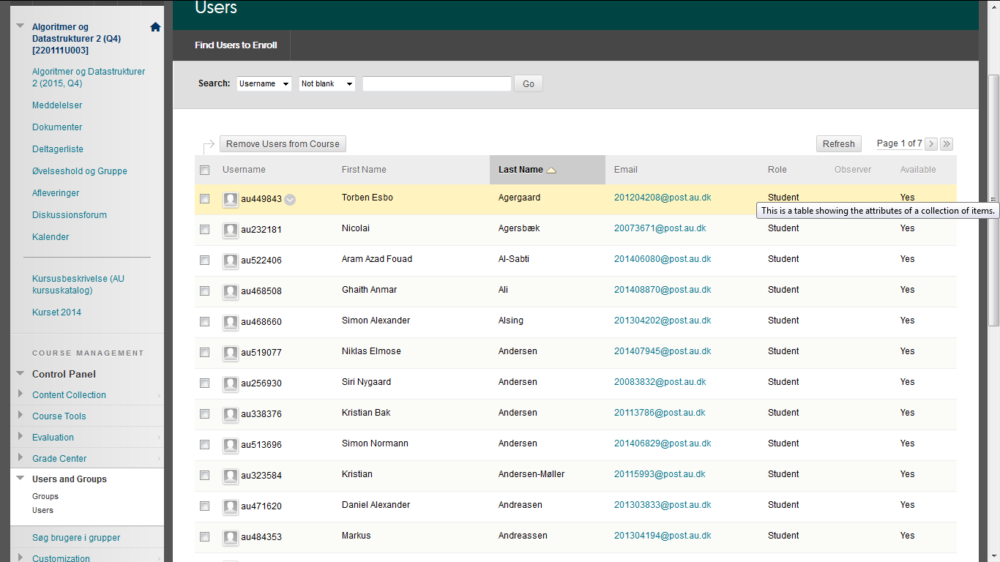 Algoritmer og
Datastrukturer 2 (Q4)
[220111U003]
Algoritmer og Datastrukturer
2 (2015, Q4)
Meddelelser
Dokumenter
Deltagerliste
Øvelseshold og Gruppe
Afleveringer
Diskussionsforum
Kalender
Kursusbeskrivelse (AU
kursuskatalog)
Kurset 2014
COURSE MANAGEMENT
Control Panel
Content Collection
Course Tools
Evaluation
Grade Center
Users and Groups
Groups
Users
Søg brugere i grupper
Customization
Users
Find Users to Enroll
Search: Username Not blank Go
Remove Users from Course Refresh Page 1 of 7
Username First Name Last Name Email Role Observer Available
au449843 Torben Esbo Agergaard 201204208@post.au.dk Student Yes
This is a table showing the attributes of a collection of items.
au232181 Nicolai Agersbæk 20073671@post.au.dk Student Yes
au522406 Aram Azad Fouad Al-Sabti 201406080@post.au.dk Student Yes
au468508 Ghaith Anmar Ali 201408870@post.au.dk Student Yes
au468660 Simon Alexander Alsing 201304202@post.au.dk Student Yes
au519077 Niklas Elmose Andersen 201407945@post.au.dk Student Yes
au256930 Siri Nygaard Andersen 20083832@post.au.dk Student Yes
au338376 Kristian Bak Andersen 20113786@post.au.dk Student Yes
au513696 Simon Normann Andersen 201406829@post.au.dk Student Yes
au323584 Kristian Andersen-Møller 20115993@post.au.dk Student Yes
au471620 Daniel Alexander Andreasen 201303833@post.au.dk Student Yes
au484353 Markus Andreassen 201304194@post.au.dk Student Yes